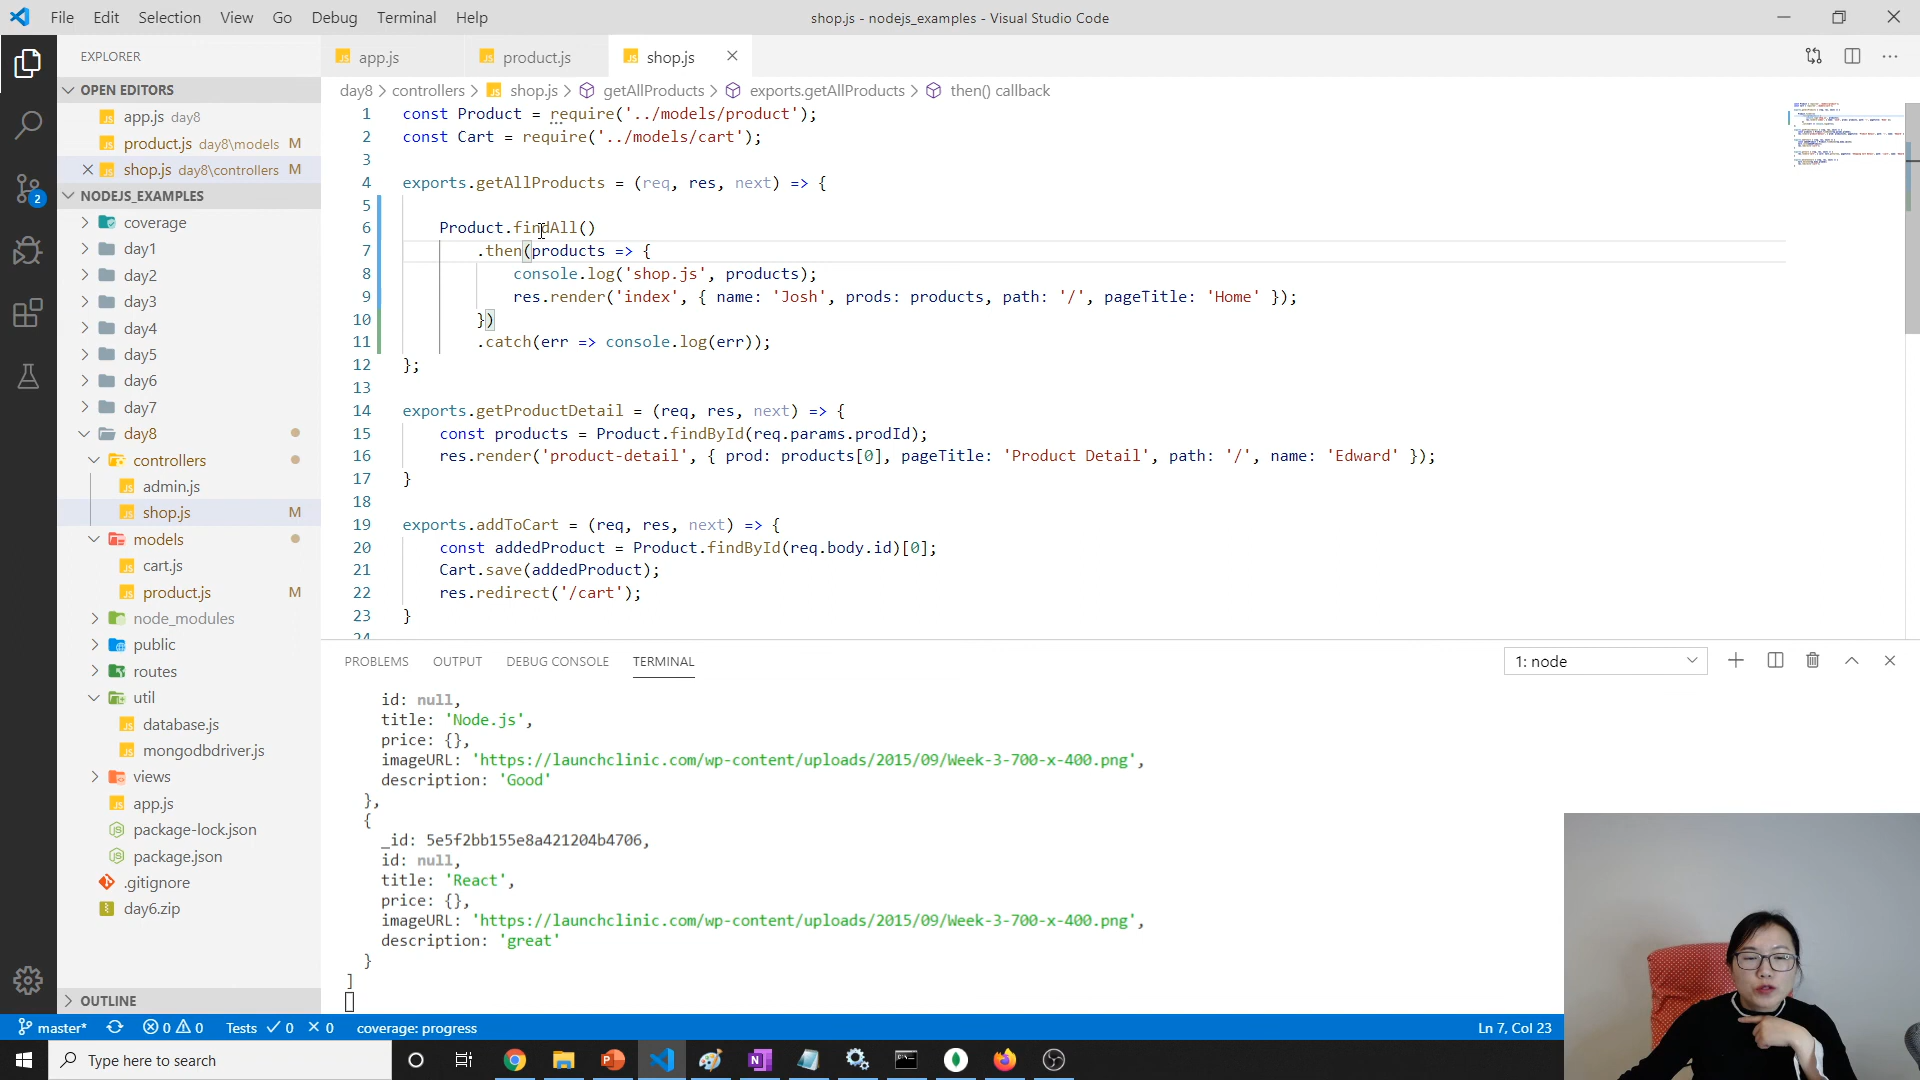 File Edit Selection View Go Debug Terminal Help
shop.js - nodejs_examples - Visual Studio Code
EXPLORER
OPEN EDITORS
app.js day8
product.js day8\models M
shop.js day8\controllers M
NODEJS_EXAMPLES
coverage
day1
day2
day3
day4
day5
day6
day7
day8
controllers
admin.js
shop.js M
models
cart.js
product.js M
node_modules
public
routes
util
database.js
mongodbdriver.js
views
app.js
package-lock.json
package.json
.gitignore
day6.zip
OUTLINE
2
app.js product.js shop.js
day8 > controllers > shop.js > getAllProducts > exports.getAllProducts > then() callback
1 const Product = require('../models/product');
2 const Cart = require('../models/cart');
3
4 exports.getAllProducts = (req, res, next) => {
5
6 Product.findAll()
7 .then(products => {
8 console.log('shop.js', products);
9 res.render('index', { name: 'Josh', prods: products, path: '/', pageTitle: 'Home' });
10 })
11 .catch(err => console.log(err));
12 };
13
14 exports.getProductDetail = (req, res, next) => {
15 const products = Product.findById(req.params.prodId);
16 res.render('product-detail', { prod: products[0], pageTitle: 'Product Detail', path: '/', name: 'Edward' });
17 }
18
19 exports.addToCart = (req, res, next) => {
20 const addedProduct = Product.findById(req.body.id)[0];
21 Cart.save(addedProduct);
22 res.redirect('/cart');
23 }
24
PROBLEMS OUTPUT DEBUG CONSOLE TERMINAL
1: node
id: null,
title: 'Node.js',
price: {},
imageURL: 'https://launchclinic.com/wp-content/uploads/2015/09/Week-3-700-x-400.png',
description: 'Good'
},
{
_id: 5e5f2bb155e8a421204b4706,
id: null,
title: 'React',
price: {},
imageURL: 'https://launchclinic.com/wp-content/uploads/2015/09/Week-3-700-x-400.png',
description: 'great'
}
]
master* 0 0 Tests 0 0 coverage: progress Ln 7, Col 23
Type here to search